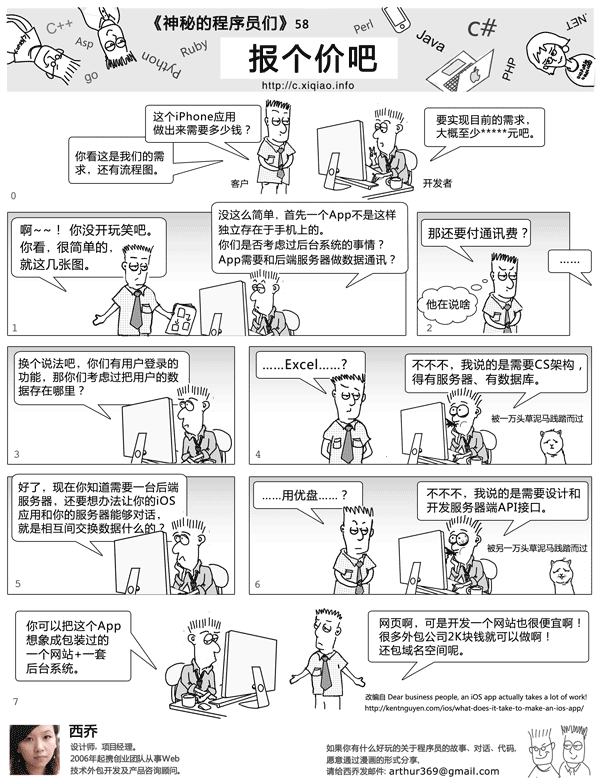 《神秘的程序员们》58
报个价吧
http://c.xiqiao.info
C++
Asp
go
python
Ruby
Perl
Java
c#
PHP
.NET
这个iPhone应用
做出来需要多少钱？
你看这是我们的需
求，还有流程图。
客户
要实现目前的需求，
大概至少*****元吧。
开发者
0
啊~~！你没开玩笑吧。
你看，很简单的，
就这几张图。
没这么简单，首先一个App不是这样
独立存在于手机上的。
你们是否考虑过后台系统的事情？
App需要和后端服务器做数据通讯？
1
那还要付通讯费？
……
他在说啥
2
换个说法吧，你们有用户登录的
功能，那你们考虑过把用户的数
据存在哪里？
3
……Excel……？
不不不，我说的是需要CS架构，
得有服务器、有数据库。
被一万头草泥马践踏而过
4
好了，现在你知道需要一台后端
服务器，还要想办法让你的iOS
应用和你的服务器能够对话，
就是相互间交换数据什么的？
5
……用优盘……？
不不不，我说的是需要设计和
开发服务器端API接口。
被另一万头草泥马践踏而过
6
你可以把这个App
想象成包装过的
一个网站+一套
后台系统。
网页啊，可是开发一个网站也很便宜啊！
很多外包公司2K块钱就可以做啊！
还包域名空间呢。
7
改编自 Dear business people, an iOS app actually takes a lot of work!
http://kentnguyen.com/ios/what-does-it-take-to-make-an-ios-app/
西乔
设计师，项目经理。
2006年起携创业团队从事Web
技术外包开发及产品咨询顾问。
如果你有什么好玩的关于程序员的故事、对话、代码，
愿意通过漫画的形式分享，
请给西乔发邮件: arthur369@gmail.com